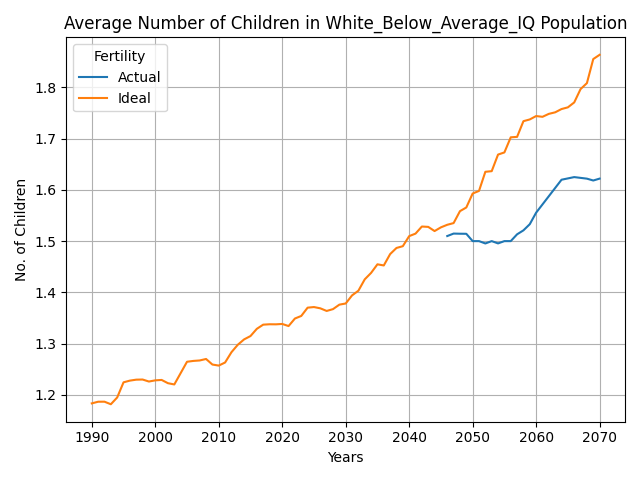 Average Number of Children in White_Below_Average_IQ Population
Fertility
Actual
Ideal
No. of Children
1.8
1.7
1.6
1.5
1.4
1.3
1.2
1990 2000 2010 2020 2030 2040 2050 2060 2070
Years